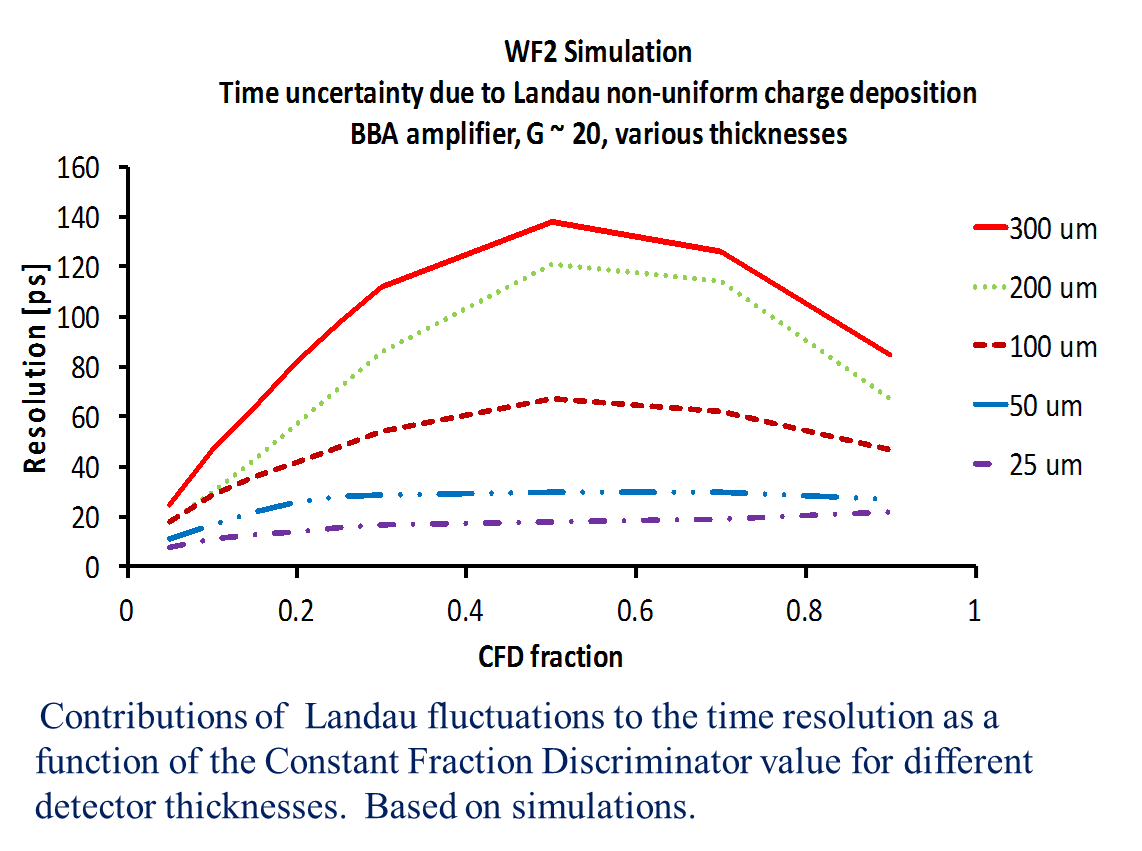 WF2 Simulation
Time uncertainty due to Landau non-uniform charge deposition
BBA amplifier, G ~ 20, various thicknesses
Resolution [ps]
160
140
120
100
80
60
40
20
0
0
0.2
0.4
0.6
0.8
1
CFD fraction
300 um
200 um
100 um
50 um
25 um
Contributions of Landau fluctuations to the time resolution as a
function of the Constant Fraction Discriminator value for different
detector thicknesses. Based on simulations.